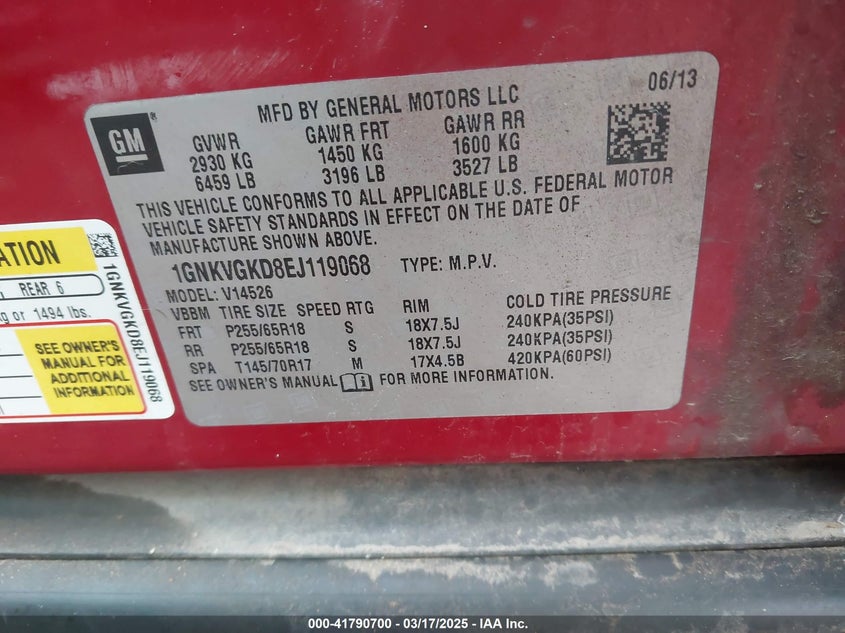 06/13
MFD BY GENERAL MOTORS LLC
GM
GVWR GAWR FRT GAWR RR
2930 KG 1450 KG 1600 KG
6459 LB 3196 LB 3527 LB
THIS VEHICLE CONFORMS TO ALL APPLICABLE U.S. FEDERAL MOTOR
VEHICLE SAFETY STANDARDS IN EFFECT ON THE DATE OF
MANUFACTURE SHOWN ABOVE.
1GNKVGKD8EJ119068 TYPE: M.P.V.
MODEL: V14526
VBBM TIRE SIZE SPEED RTG RIM COLD TIRE PRESSURE
FRT P255/65R18 S 18X7.5J 240KPA(35PSI)
RR P255/65R18 S 18X7.5J 240KPA(35PSI)
SPA T145/70R17 M 17X4.5B 420KPA(60PSI)
SEE OWNER'S MANUAL FOR MORE INFORMATION.
REAR 6
or 1494 lbs.
SEE OWNER'S
MANUAL FOR
ADDITIONAL
INFORMATION
1GNKVGKD8EJ119068
000-41790700 - 03/17/2025 - IAA Inc.